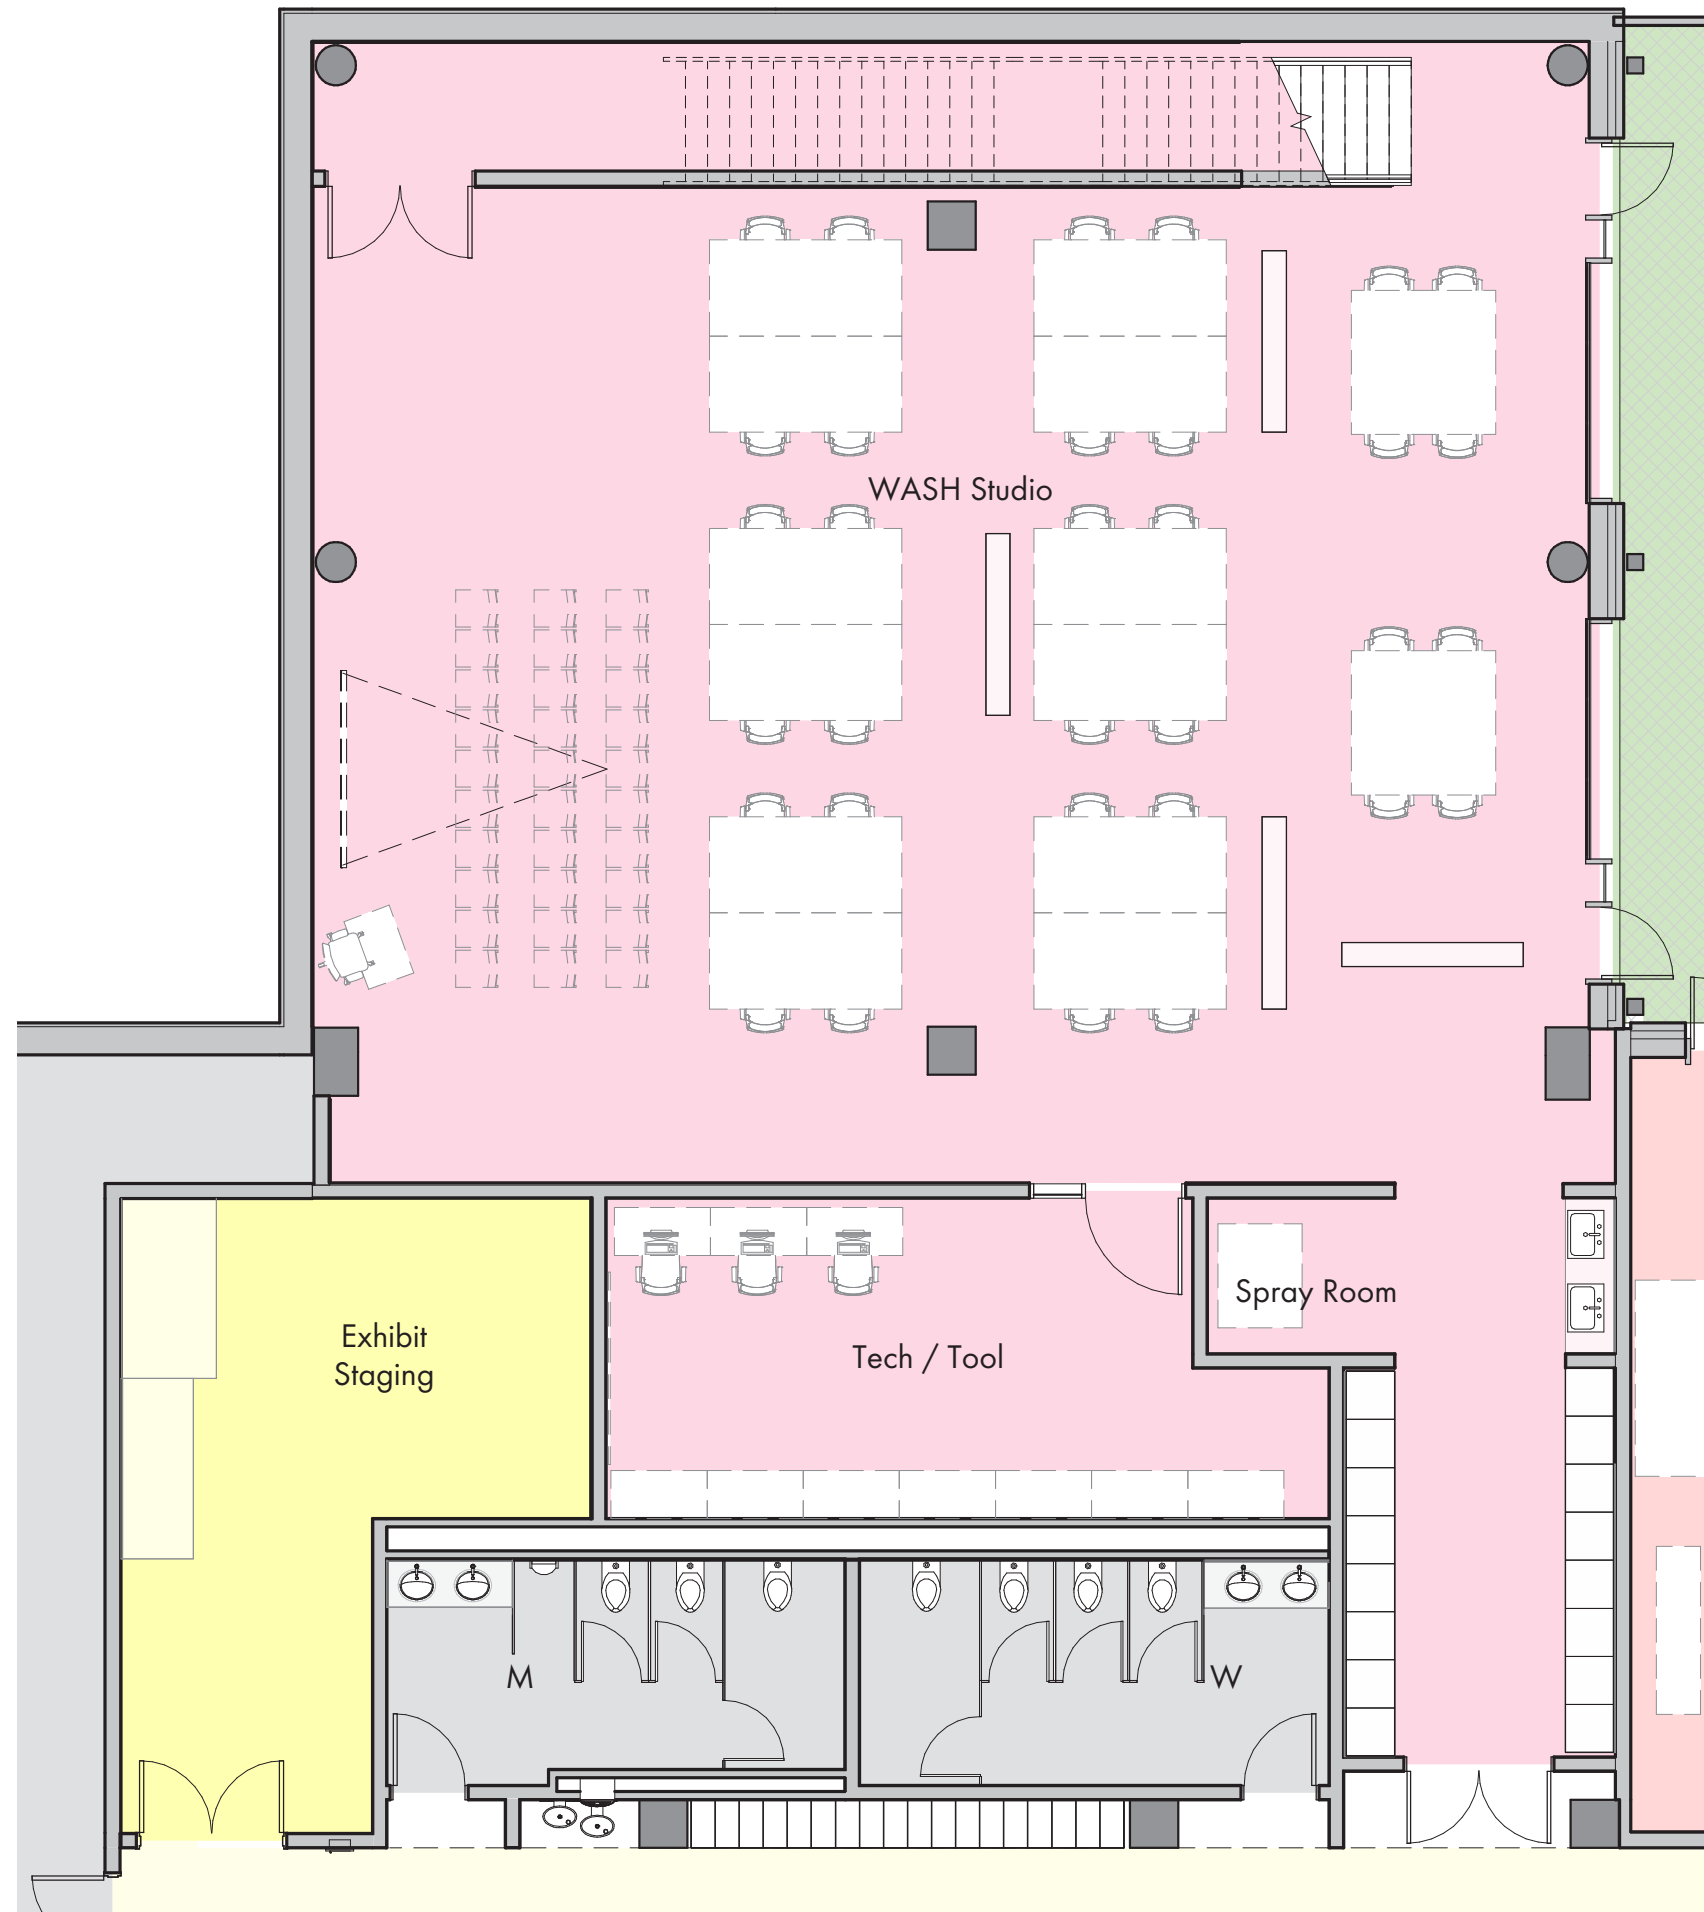 WASH Studio
Spray Room
Exhibit
Staging
Tech / Tool
M
W